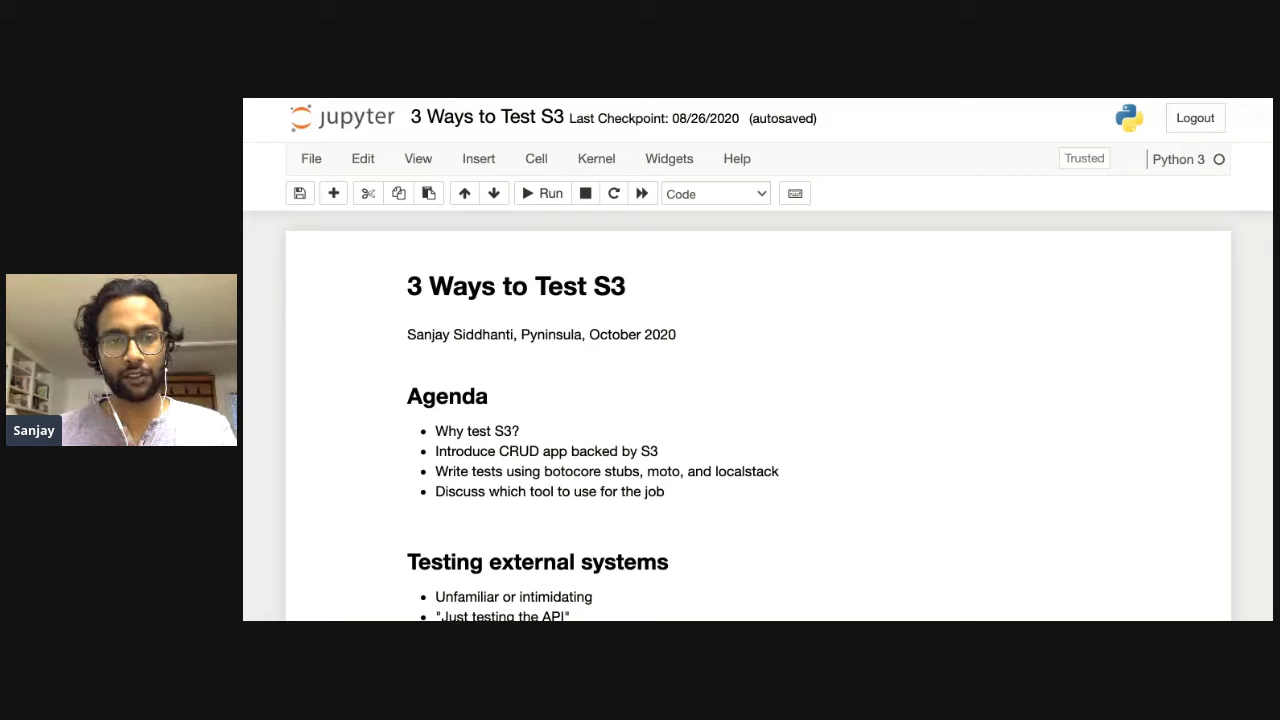 jupyter 3 Ways to Test S3 Last Checkpoint: 08/26/2020 (autosaved)
Logout
File Edit View Insert Cell Kernel Widgets Help
Trusted
Python 3
Run
Code
3 Ways to Test S3
Sanjay Siddhanti, Pyninsula, October 2020
Agenda
Why test S3?
Introduce CRUD app backed by S3
Write tests using botocore stubs, moto, and localstack
Discuss which tool to use for the job
Testing external systems
Unfamiliar or intimidating
"Just testing the API"
Sanjay